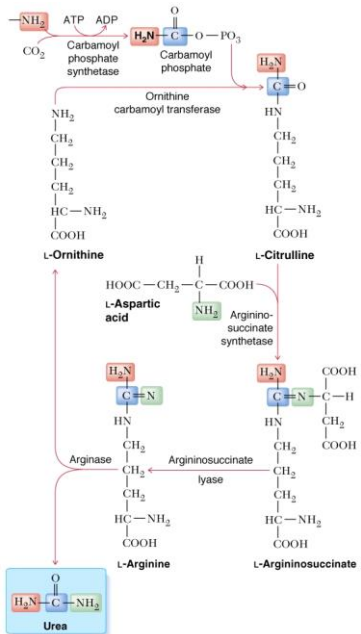 —NH₂
ATP ADP
CO₂
Carbamoyl
phosphate
synthetase
O
H₂N—C—O—PO₃
Carbamoyl
phosphate
Ornithine
carbamoyl transferase
NH₂
CH₂
CH₂
CH₂
HC—NH₂
COOH
L-Ornithine
H₂N
C=O
HN
CH₂
CH₂
CH₂
HC—NH₂
COOH
L-Citrulline
H
HOOC—CH₂—C—COOH
NH₂
L-Aspartic
acid
Arginino-
succinate
synthetase
H₂N
C=N
HN
CH₂
CH₂
CH₂
HC—NH₂
COOH
L-Arginine
H₂N
COOH
C=N—C—H
HN
CH₂
COOH
CH₂
CH₂
CH₂
HC—NH₂
COOH
L-Argininosuccinate
Argininosuccinate
lyase
Arginase
O
H₂N—C—NH₂
Urea